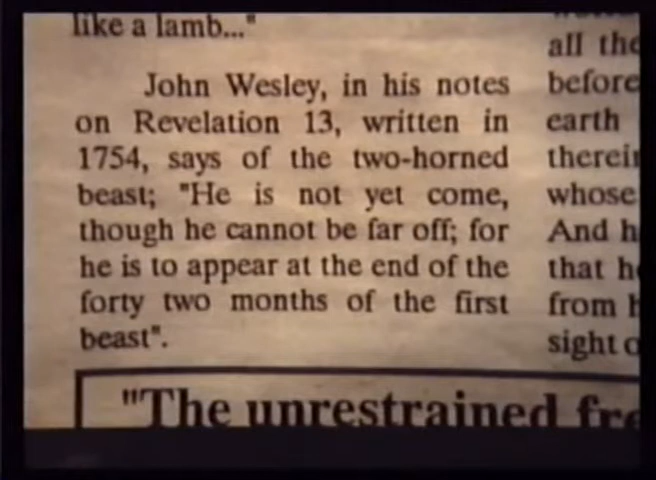 like a lamb..."
John Wesley, in his notes
on Revelation 13, written in
1754, says of the two-horned
beast; "He is not yet come,
though he cannot be far off; for
he is to appear at the end of the
forty two months of the first
beast".
"The unrestrained
all
before
earth
whose
And
that
from
sight